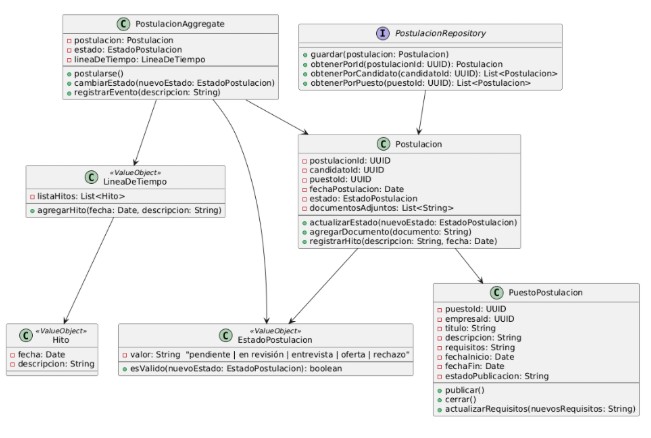 C PostulacionAggregate
postulacion: Postulacion
estado: EstadoPostulacion
lineaDeTiempo: LineaDeTiempo
postularse()
cambiarEstado(nuevoEstado: EstadoPostulacion)
registrarEvento(descripcion: String)
I PostulacionRepository
guardar(postulacion: Postulacion)
obtenerPorId(postulacionId: UUID): Postulacion
obtenerPorCandidato(candidatoId: UUID): List<Postulacion>
obtenerPorPuesto(puestoId: UUID): List<Postulacion>
C Postulacion
postulacionId: UUID
candidatoId: UUID
puestoId: UUID
fechaPostulacion: Date
estado: EstadoPostulacion
documentosAdjuntos: List<String>
actualizarEstado(nuevoEstado: EstadoPostulacion)
agregarDocumento(documento: String)
registrarHito(descripcion: String, fecha: Date)
C «ValueObject»
LineaDeTiempo
listaHitos: List<Hito>
agregarHito(fecha: Date, descripcion: String)
C «ValueObject»
Hito
fecha: Date
descripcion: String
C «ValueObject»
EstadoPostulacion
valor: String "pendiente | en revisión | entrevista | oferta | rechazo"
esValido(nuevoEstado: EstadoPostulacion): boolean
C PuestoPostulacion
puestoId: UUID
empresaId: UUID
titulo: String
descripcion: String
requisitos: String
fechaInicio: Date
fechaFin: Date
estadoPublicacion: String
publicar()
cerrar()
actualizarRequisitos(nuevosRequisitos: String)